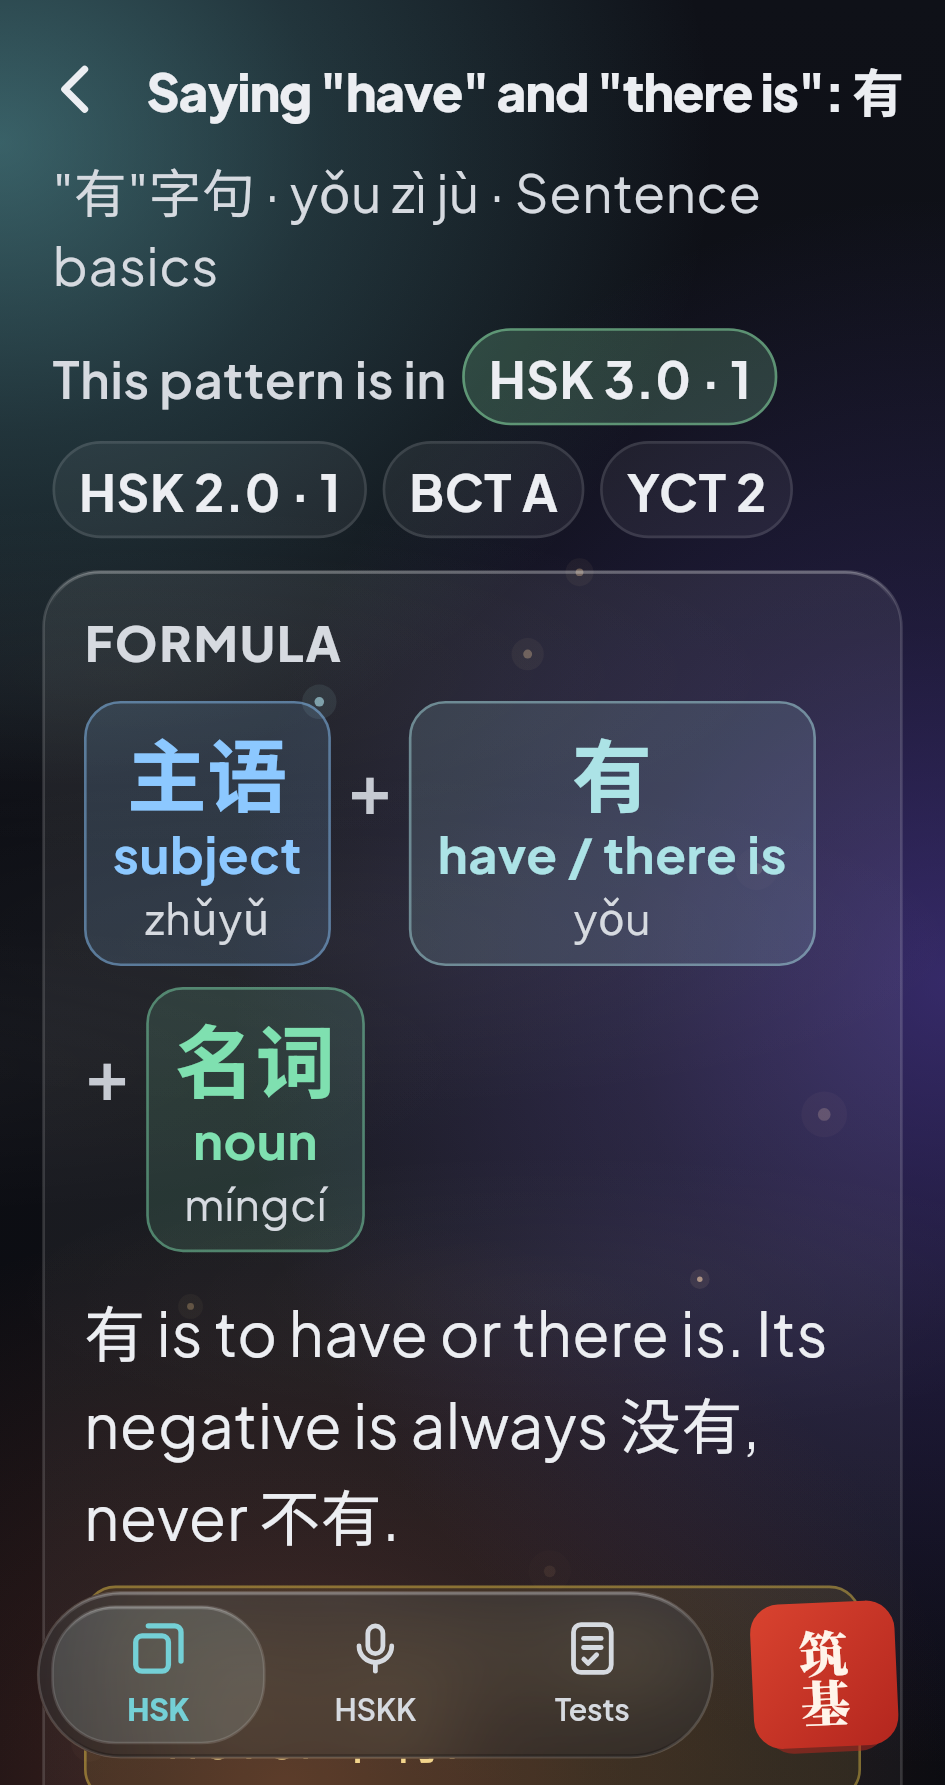 Saying "have" and "there is": 有
"有"字句 · yǒu zì jù · Sentence
basics
This pattern is in HSK 3.0 · 1
HSK 2.0 · 1 BCT A YCT 2
FORMULA
主语 + 有
subject have / there is
zhǔyǔ yǒu
+ 名词
noun
míngcí
有 is to have or there is. Its
negative is always 没有,
never 不有.
HSK HSKK Tests
筑
基